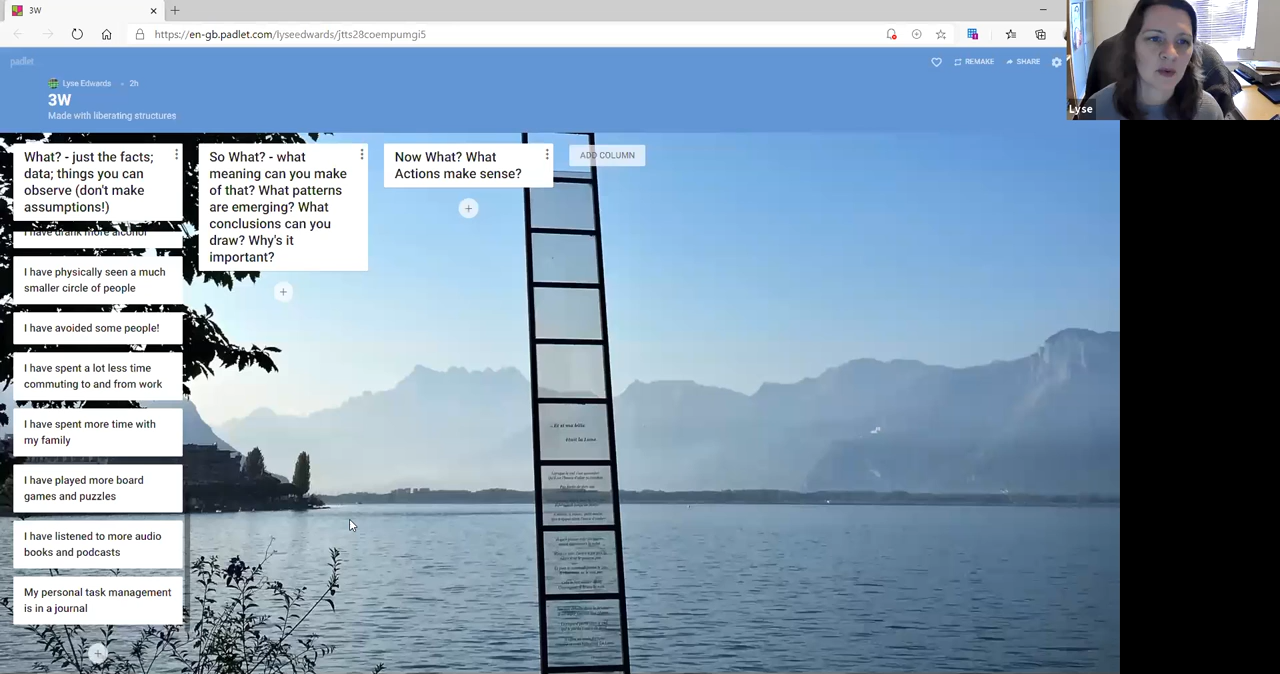 3W
https://en-gb.padlet.com/lyseedwards/jtts28coempumgi5
padlet
REMAKE
SHARE
Lyse Edwards • 2h
3W
Made with liberating structures
Lyse
What? - just the facts;
data; things you can
observe (don't make
assumptions!)
I have drank more alcohol
I have physically seen a much
smaller circle of people
I have avoided some people!
I have spent a lot less time
commuting to and from work
I have spent more time with
my family
I have played more board
games and puzzles
I have listened to more audio
books and podcasts
My personal task management
is in a journal
So What? - what
meaning can you make
of that? What patterns
are emerging? What
conclusions can you
draw? Why's it
important?
Now What? What
Actions make sense?
ADD COLUMN